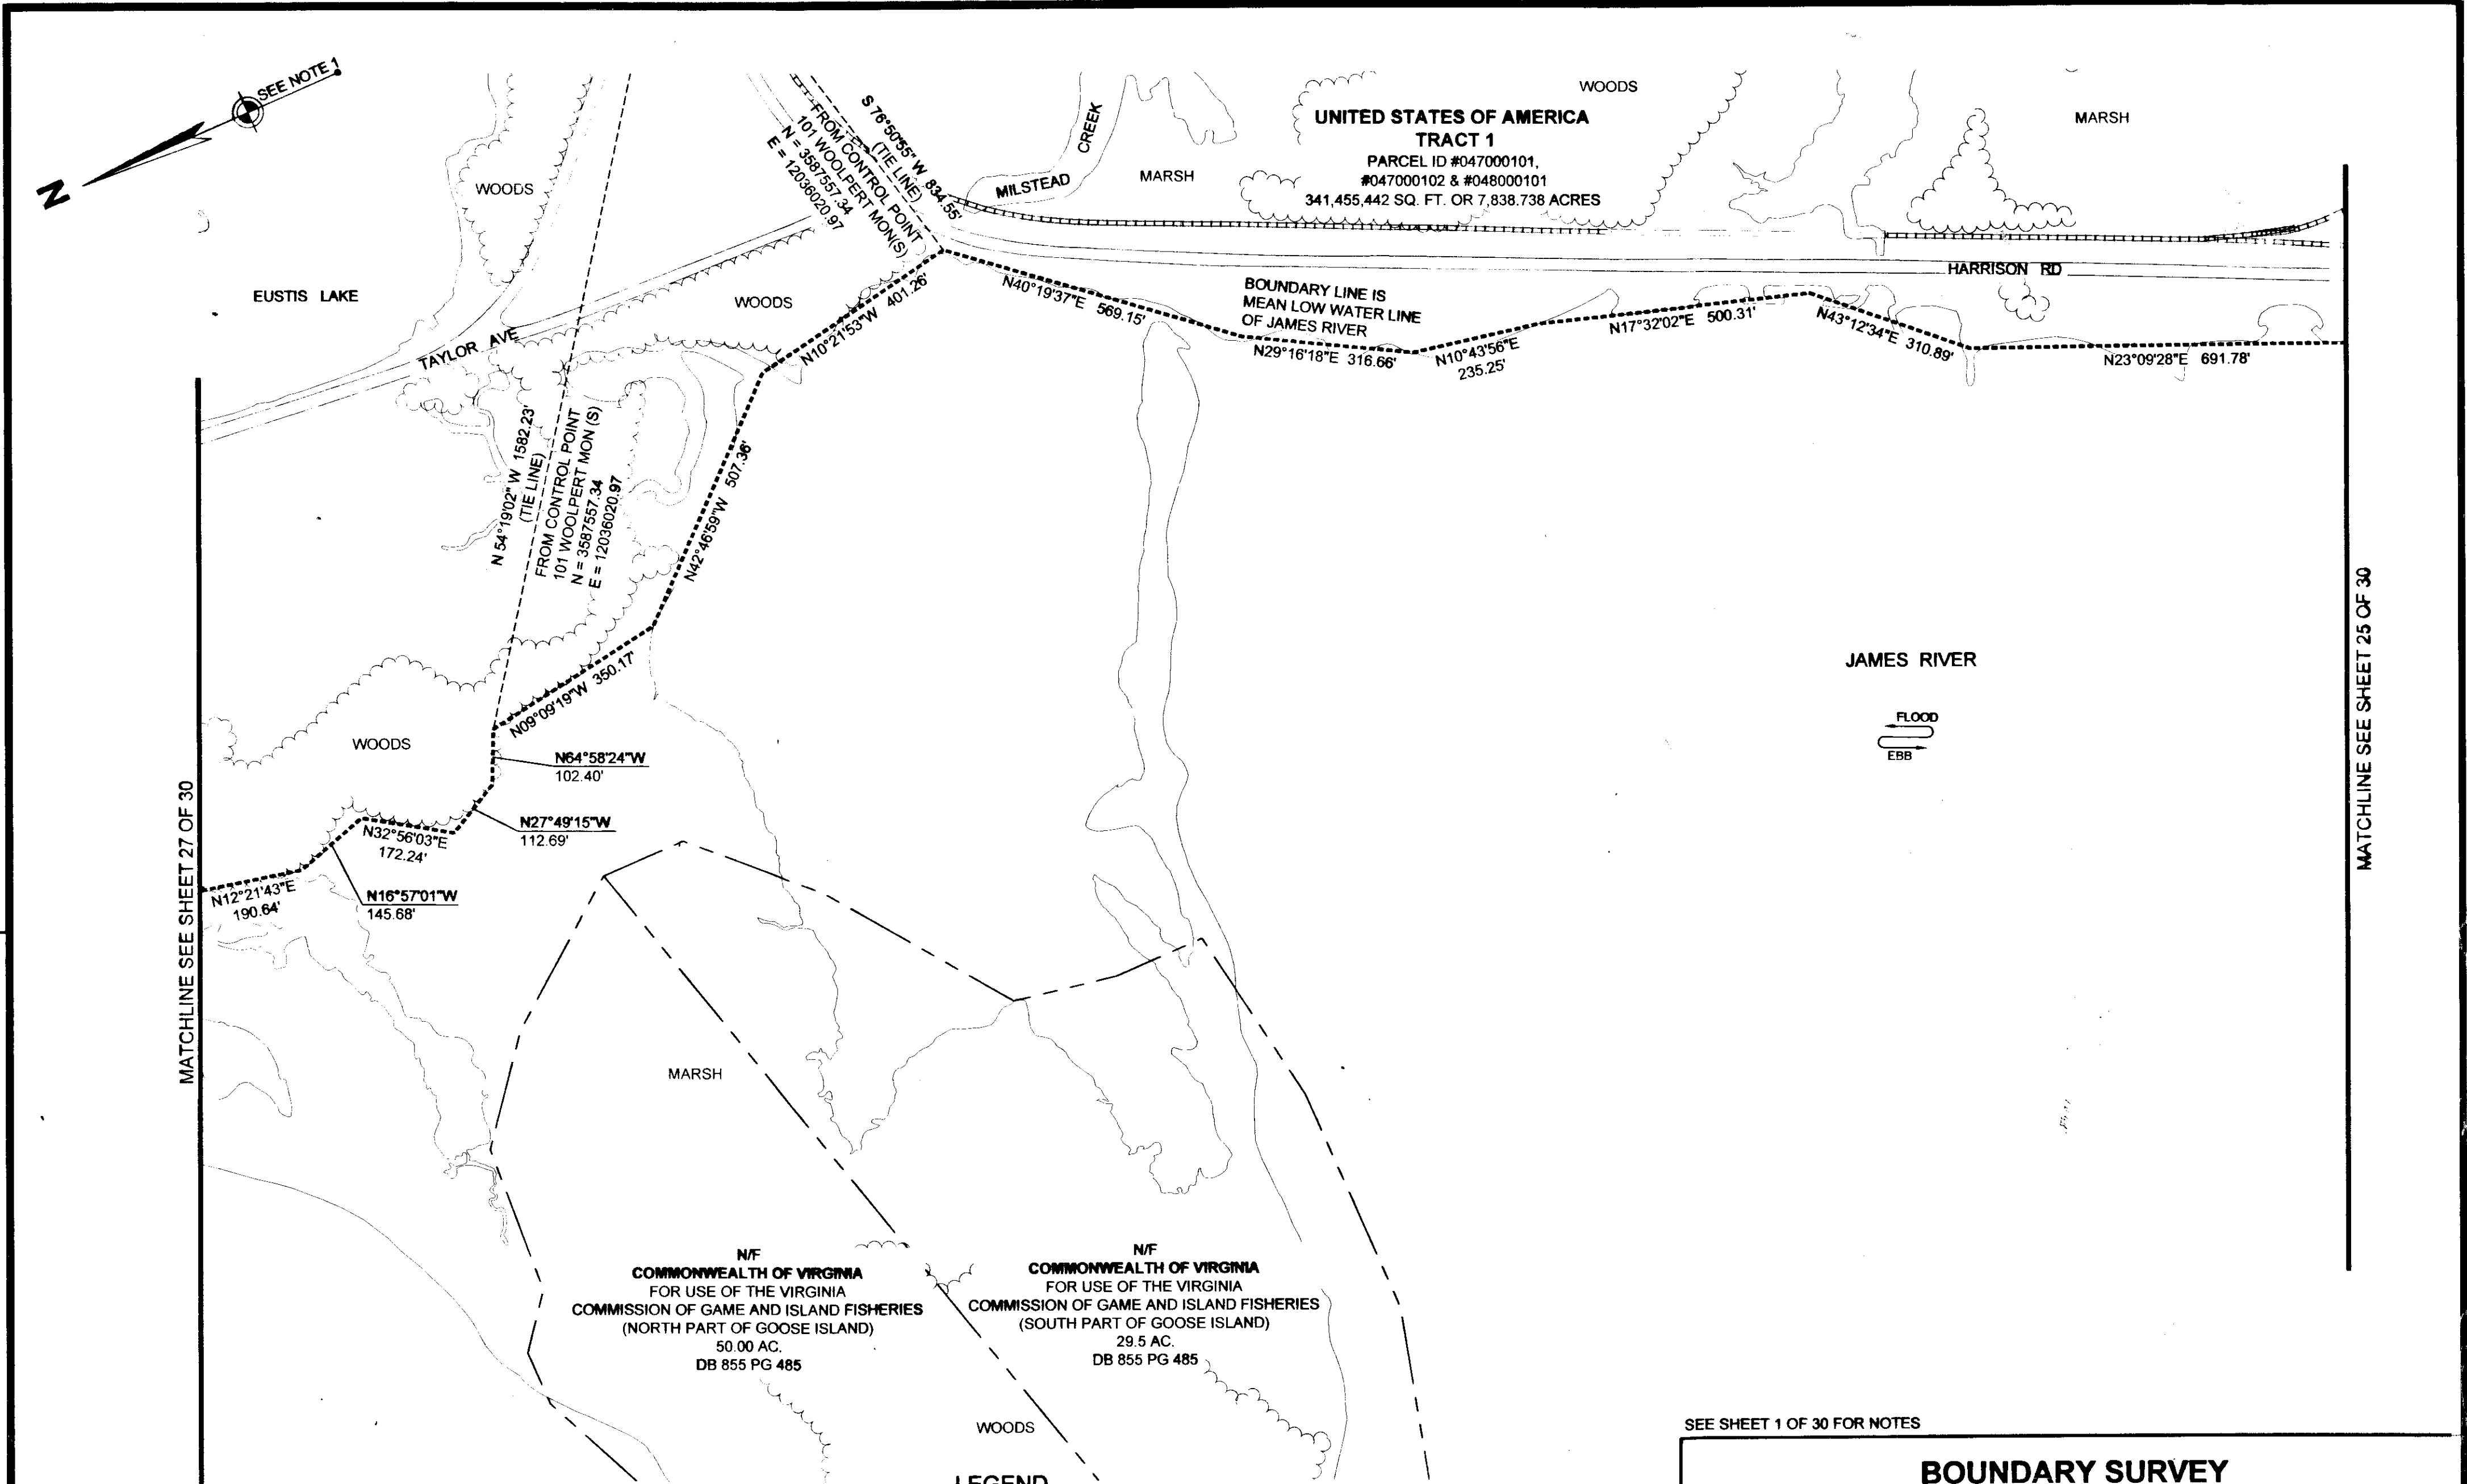 SEE NOTE 1
N
WOODS
EUSTIS LAKE
TAYLOR AVE
WOODS
S 76°50'55" W 834.55'
(TIE LINE)
FROM CONTROL POINT
101 WOOLPERT MON(S)
N = 3587557.34
E = 12036020.97
MILSTEAD
CREEK
MARSH
UNITED STATES OF AMERICA
TRACT 1
PARCEL ID #047000101,
#047000102 & #048000101
341,455,442 SQ. FT. OR 7,838.738 ACRES
WOODS
MARSH
HARRISON RD
BOUNDARY LINE IS
MEAN LOW WATER LINE
OF JAMES RIVER
N10°21'53"W 401.26'
N40°19'37"E 569.15'
N29°16'18"E 316.66'
N10°43'56"E
235.25'
N17°32'02"E 500.31'
N43°12'34"E 310.89'
N23°09'28"E 691.78'
N 54°19'02" W 1582.23'
(TIE LINE)
FROM CONTROL POINT
101 WOOLPERT MON (S)
N = 3587557.34
E = 12036020.97
N42°46'59"W 507.36'
N09°09'19"W 350.17'
WOODS
N64°58'24"W
102.40'
N27°49'15"W
112.69'
N32°56'03"E
172.24'
N16°57'01"W
145.68'
N12°21'43"E
190.64'
MATCHLINE SEE SHEET 27 OF 30
MATCHLINE SEE SHEET 25 OF 30
JAMES RIVER
FLOOD
EBB
MARSH
N/F
COMMONWEALTH OF VIRGINIA
FOR USE OF THE VIRGINIA
COMMISSION OF GAME AND ISLAND FISHERIES
(NORTH PART OF GOOSE ISLAND)
50.00 AC.
DB 855 PG 485
N/F
COMMONWEALTH OF VIRGINIA
FOR USE OF THE VIRGINIA
COMMISSION OF GAME AND ISLAND FISHERIES
(SOUTH PART OF GOOSE ISLAND)
29.5 AC.
DB 855 PG 485
WOODS
LEGEND
SEE SHEET 1 OF 30 FOR NOTES
BOUNDARY SURVEY